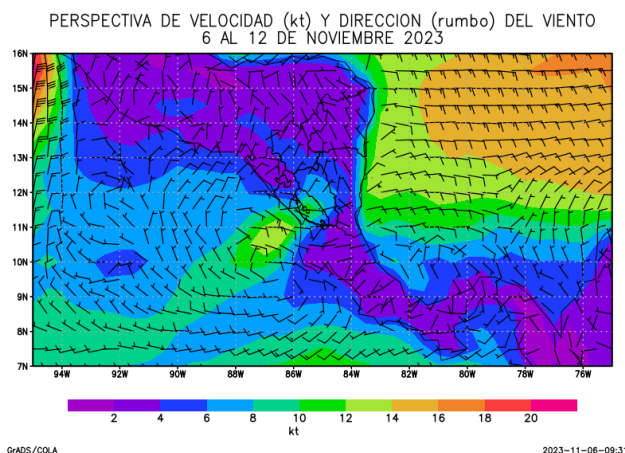 PERSPECTIVA DE VELOCIDAD (kt) Y DIRECCION (rumbo) DEL VIENTO
6 AL 12 DE NOVIEMBRE 2023
16N
15N
14N
13N
12N
11N
10N
9N
8N
7N
94W 92W 90W 88W 86W 84W 82W 80W 78W 76W
2 4 6 8 10 12 14 16 18 20
kt
GrADS/COLA
2023-11-06-09:31